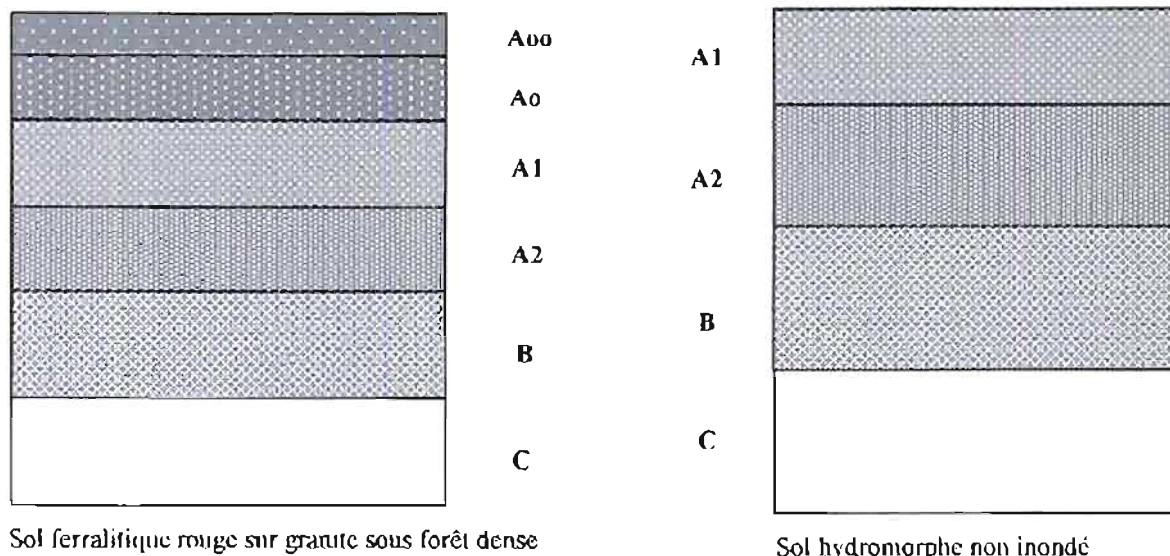 Aoo
Ao
A1
A2
B
C
Sol ferralitique rouge sur granite sous forêt dense
A1
A2
B
C
Sol hydromorphe non inondé